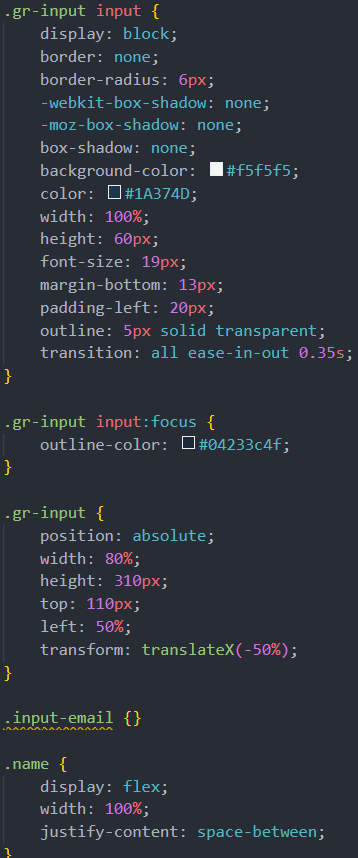 .gr-input input {
    display: block;
    border: none;
    border-radius: 6px;
    -webkit-box-shadow: none;
    -moz-box-shadow: none;
    box-shadow: none;
    background-color: #f5f5f5;
    color: #1A374D;
    width: 100%;
    height: 60px;
    font-size: 19px;
    margin-bottom: 13px;
    padding-left: 20px;
    outline: 5px solid transparent;
    transition: all ease-in-out 0.35s;
}

.gr-input input:focus {
    outline-color: #04233c4f;
}

.gr-input {
    position: absolute;
    width: 80%;
    height: 310px;
    top: 110px;
    left: 50%;
    transform: translateX(-50%);
}

.input-email {}

.name {
    display: flex;
    width: 100%;
    justify-content: space-between;
}